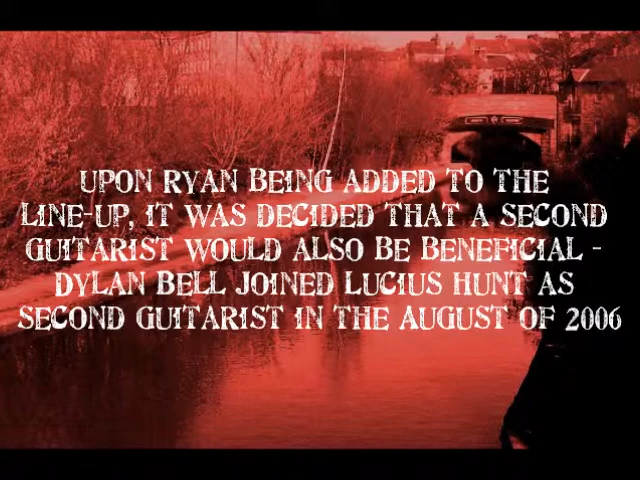 UPON RYAN BEING ADDED TO THE
LINE-UP, IT WAS DECIDED THAT A SECOND
GUITARIST WOULD ALSO BE BENEFICIAL -
DYLAN BELL JOINED LUCIUS HUNT AS
SECOND GUITARIST IN THE AUGUST OF 2006